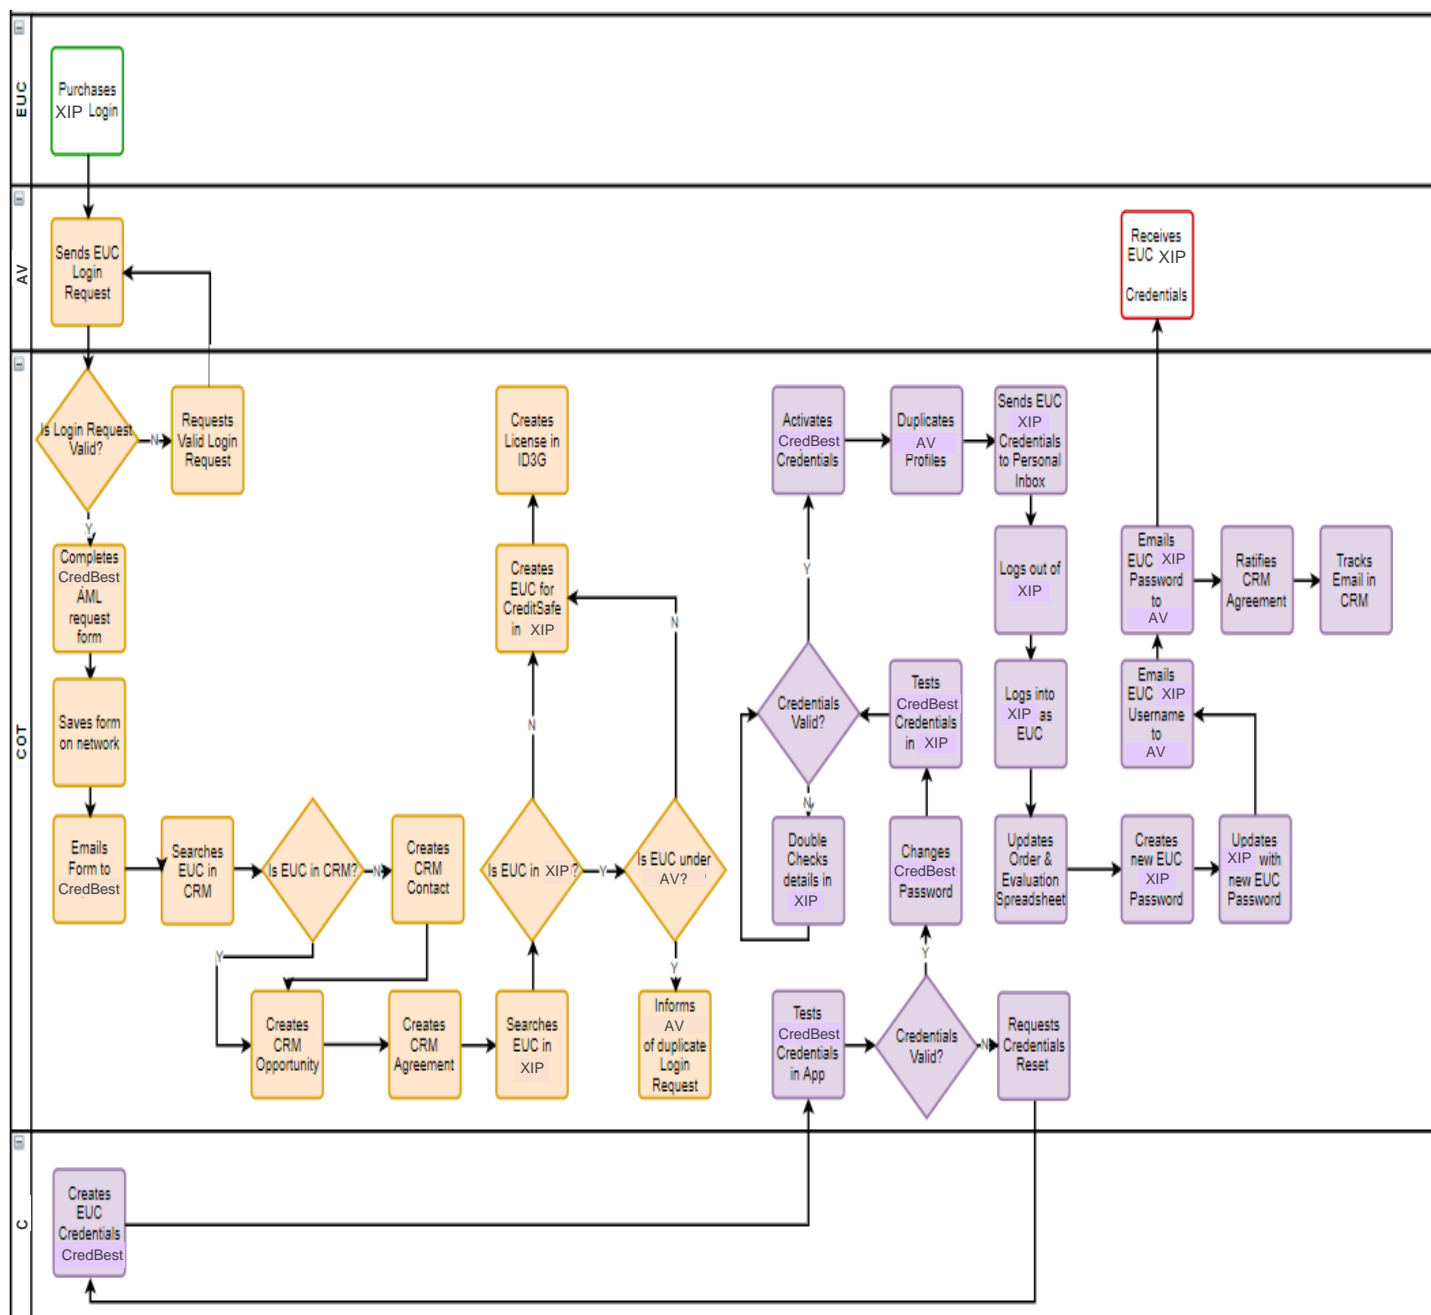 EUC
Purchases
XIP Login
AV
Sends EUC
Login
Request
Receives
EUC XIP
Credentials
COT
Is Login Request
Valid?
N
Requests
Valid Login
Request
Y
Completes
CredBest
AML
request
form
Saves form
on network
Emails
Form to
CredBest
Searches
EUC in
CRM
Is EUC in CRM?
N
Creates
CRM
Contact
Y
Creates
CRM
Opportunity
Creates
CRM
Agreement
Searches
EUC in
XIP
Is EUC in XIP?
N
Y
Creates
EUC for
CreditSafe
in XIP
Creates
License in
ID3G
Is EUC under
AV?
N
Y
Informs
AV
of duplicate
Login
Request
Activates
CredBest
Credentials
Duplicates
AV
Profiles
Sends EUC
XIP
Credentials
to Personal
Inbox
Y
Credentials
Valid?
N
Tests
CredBest
Credentials
in XIP
Double
Checks
details in
XIP
Changes
CredBest
Password
Y
Tests
CredBest
Credentials
in App
Credentials
Valid?
N
Requests
Credentials
Reset
Logs out of
XIP
Logs into
XIP as
EUC
Updates
Order &
Evaluation
Spreadsheet
Creates
new EUC
XIP
Password
Updates
XIP with
new EUC
Password
Emails
EUC XIP
Username
to
AV
Emails
EUC XIP
Password
to
AV
Ratifies
CRM
Agreement
Tracks
Email in
CRM
C
Creates
EUC
Credentials
CredBest